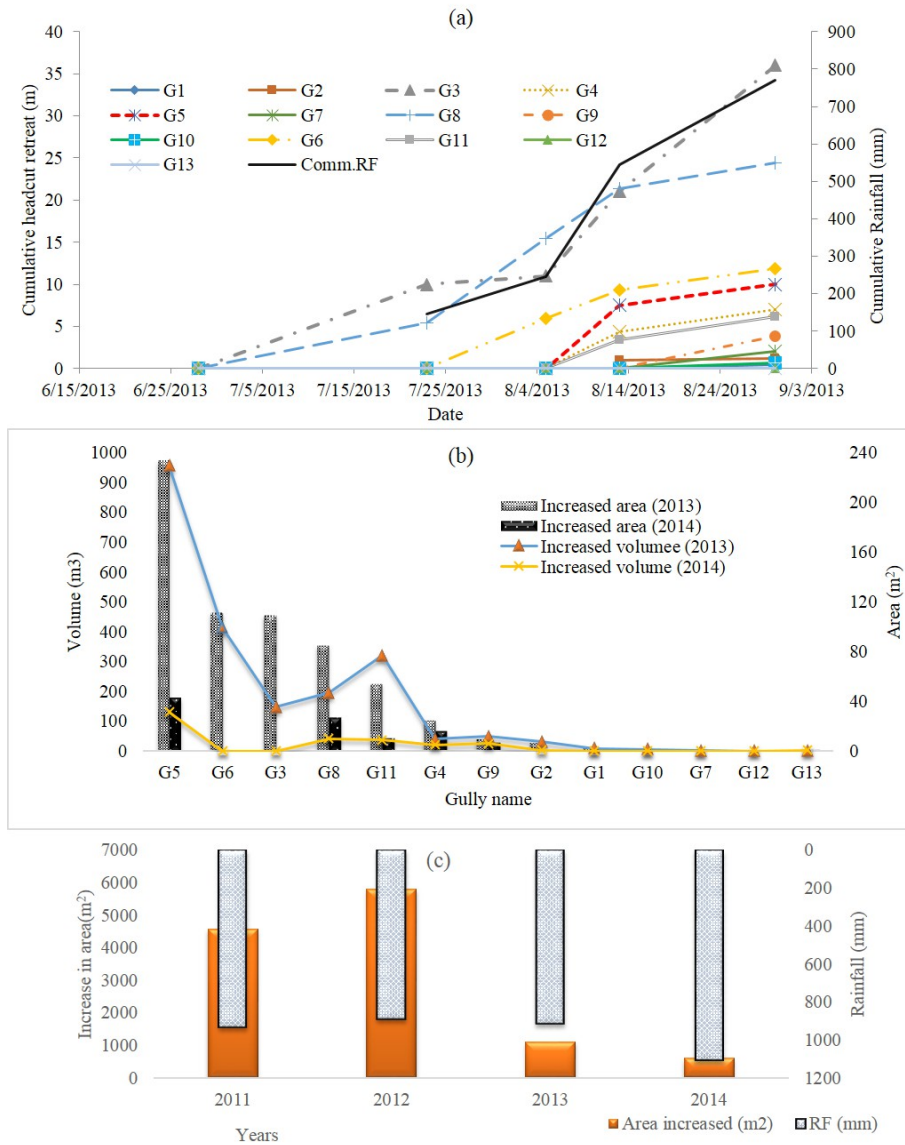 (a)
40
35
30
25
20
15
10
5
0
Cumulative headcut retreat (m)
G1 G2 G3 G4
G5 G7 G8 G9
G10 G6 G11 G12
G13 Comm.RF
900
800
700
600
500
400
300
200
100
0
Cumulative Rainfall (mm)
6/15/2013 6/25/2013 7/5/2013 7/15/2013 7/25/2013 8/4/2013 8/14/2013 8/24/2013 9/3/2013
Date
(b)
1000
900
800
700
600
500
400
300
200
100
0
Volume (m3)
Increased area (2013)
Increased area (2014)
Increased volumee (2013)
Increased volume (2014)
240
200
160
120
80
40
0
Area (m²)
G5 G6 G3 G8 G11 G4 G9 G2 G1 G10 G7 G12 G13
Gully name
(c)
7000
6000
5000
4000
3000
2000
1000
0
Increase in area(m²)
0
200
400
600
800
1000
1200
Rainfall (mm)
2011 2012 2013 2014
Years
Area increased (m2) RF (mm)